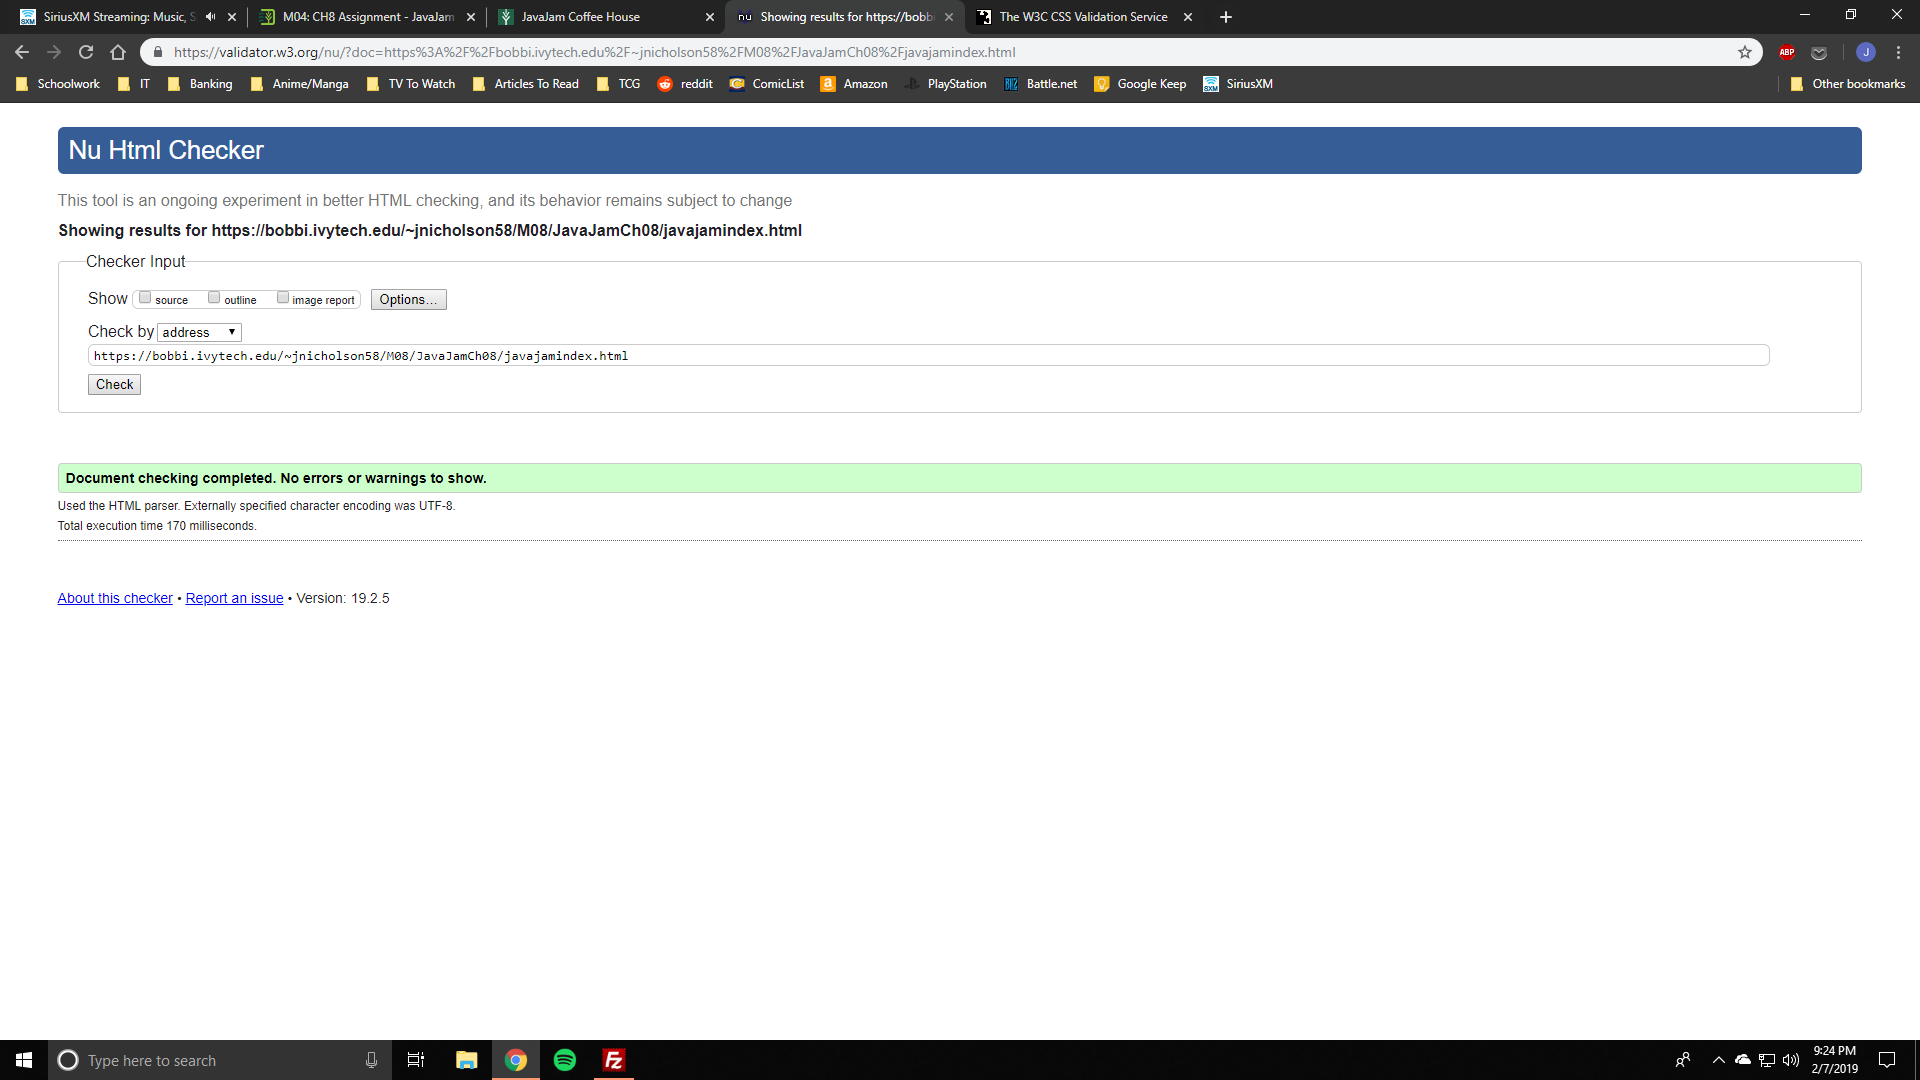 SiriusXM Streaming: Music, S
M04: CH8 Assignment - JavaJam
JavaJam Coffee House
nu Showing results for https://bobbi
The W3C CSS Validation Service
https://validator.w3.org/nu/?doc=https%3A%2F%2Fbobbi.ivytech.edu%2F~jnicholson58%2FM08%2FJavaJamCh08%2Fjavajamindex.html
ABP
J
Schoolwork
IT
Banking
Anime/Manga
TV To Watch
Articles To Read
TCG
reddit
ComicList
Amazon
PlayStation
Battle.net
Google Keep
SiriusXM
Other bookmarks
Nu Html Checker
This tool is an ongoing experiment in better HTML checking, and its behavior remains subject to change
Showing results for https://bobbi.ivytech.edu/~jnicholson58/M08/JavaJamCh08/javajamindex.html
Checker Input
Show source outline image report Options...
Check by address
https://bobbi.ivytech.edu/~jnicholson58/M08/JavaJamCh08/javajamindex.html
Check
Document checking completed. No errors or warnings to show.
Used the HTML parser. Externally specified character encoding was UTF-8.
Total execution time 170 milliseconds.
About this checker • Report an issue • Version: 19.2.5
Type here to search
Fz
9:24 PM
2/7/2019